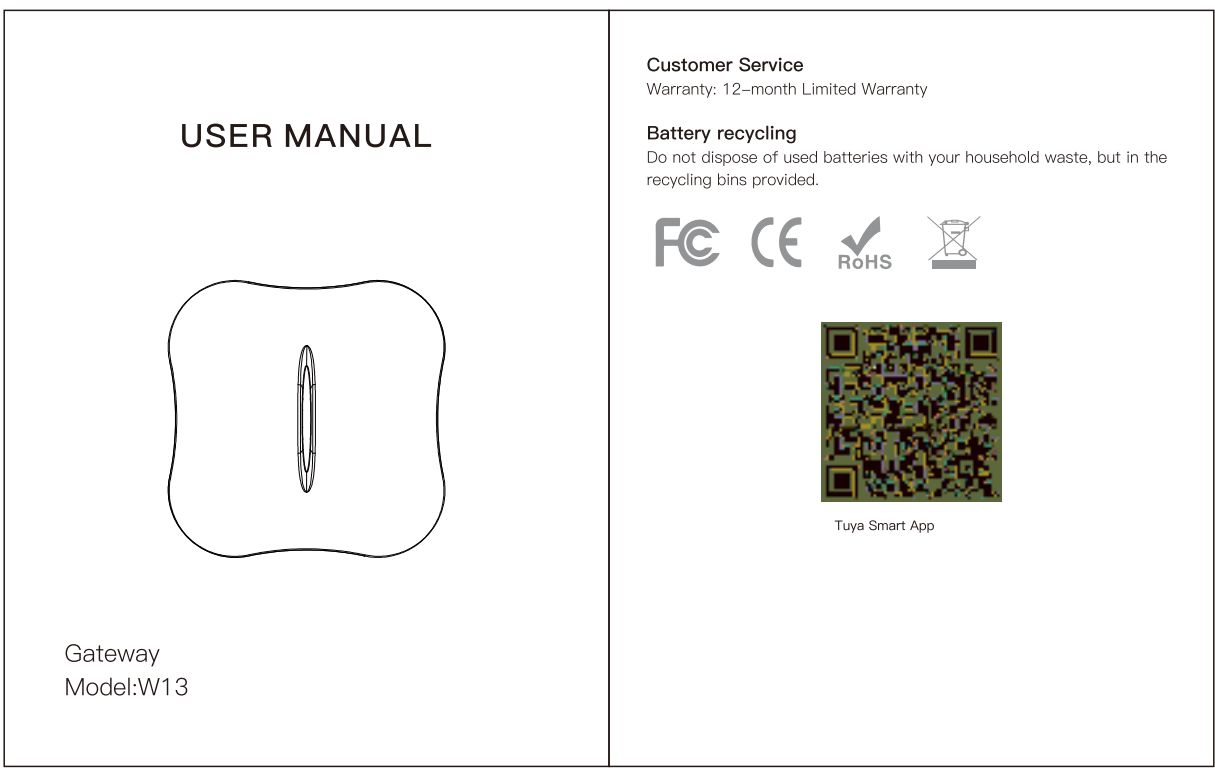 USER MANUAL
Gateway
Model:W13
Customer Service
Warranty: 12-month Limited Warranty
Battery recycling
Do not dispose of used batteries with your household waste, but in the
recycling bins provided.
FC CE RoHS
Tuya Smart App